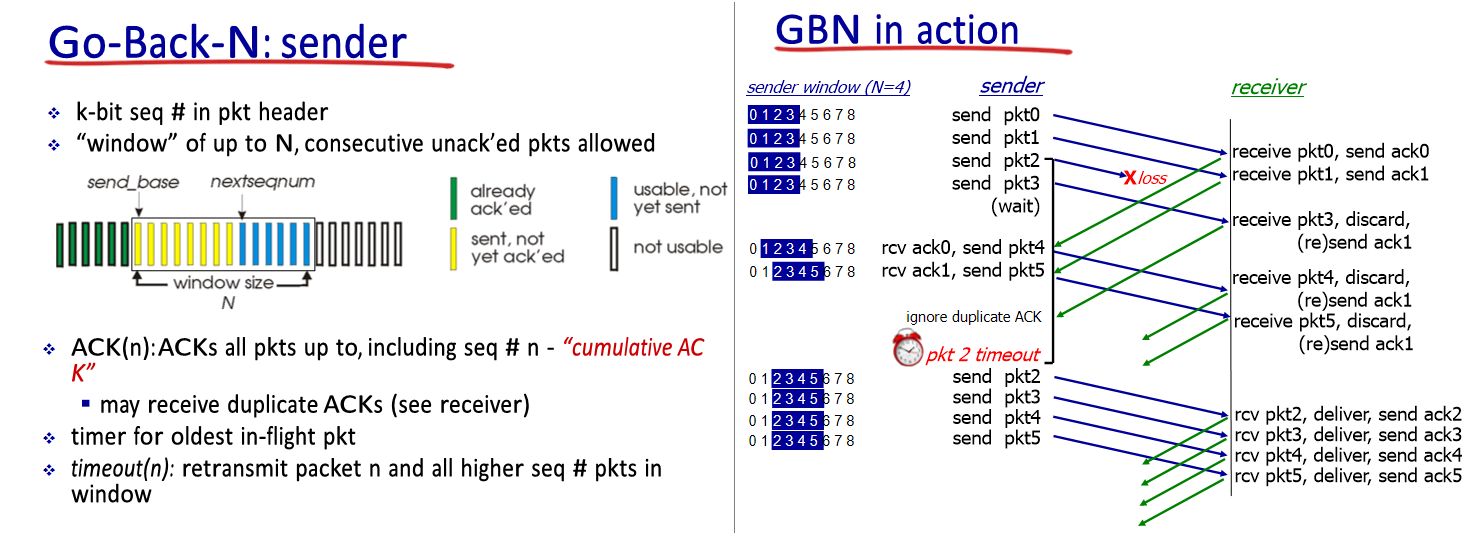 Go-Back-N: sender
k-bit seq # in pkt header
“window” of up to N, consecutive unack’ed pkts allowed
send_base nextseqnum
already
ack’ed
sent, not
yet ack’ed
usable, not
yet sent
not usable
window size
N
ACK(n): ACKs all pkts up to, including seq # n - “cumulative AC
K”
may receive duplicate ACKs (see receiver)
timer for oldest in-flight pkt
timeout(n): retransmit packet n and all higher seq # pkts in
window
GBN in action
sender window (N=4) sender receiver
0 1 2 3 4 5 6 7 8 send pkt0
0 1 2 3 4 5 6 7 8 send pkt1
0 1 2 3 4 5 6 7 8 send pkt2
0 1 2 3 4 5 6 7 8 send pkt3
(wait)
X loss
receive pkt0, send ack0
receive pkt1, send ack1
receive pkt3, discard,
(re)send ack1
0 1 2 3 4 5 6 7 8 rcv ack0, send pkt4
0 1 2 3 4 5 6 7 8 rcv ack1, send pkt5
receive pkt4, discard,
(re)send ack1
receive pkt5, discard,
(re)send ack1
ignore duplicate ACK
pkt 2 timeout
0 1 2 3 4 5 6 7 8 send pkt2
0 1 2 3 4 5 6 7 8 send pkt3
0 1 2 3 4 5 6 7 8 send pkt4
0 1 2 3 4 5 6 7 8 send pkt5
rcv pkt2, deliver, send ack2
rcv pkt3, deliver, send ack3
rcv pkt4, deliver, send ack4
rcv pkt5, deliver, send ack5